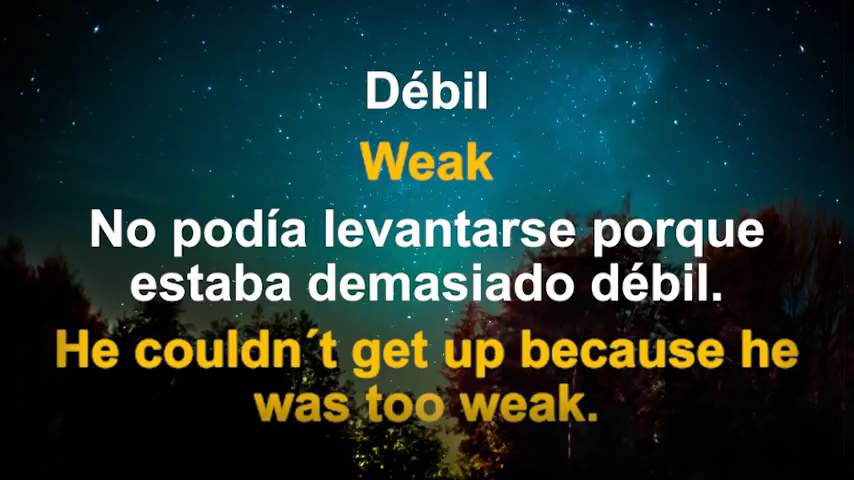 Débil
Weak
No podía levantarse porque
estaba demasiado débil.
He couldn´t get up because he
was too weak.